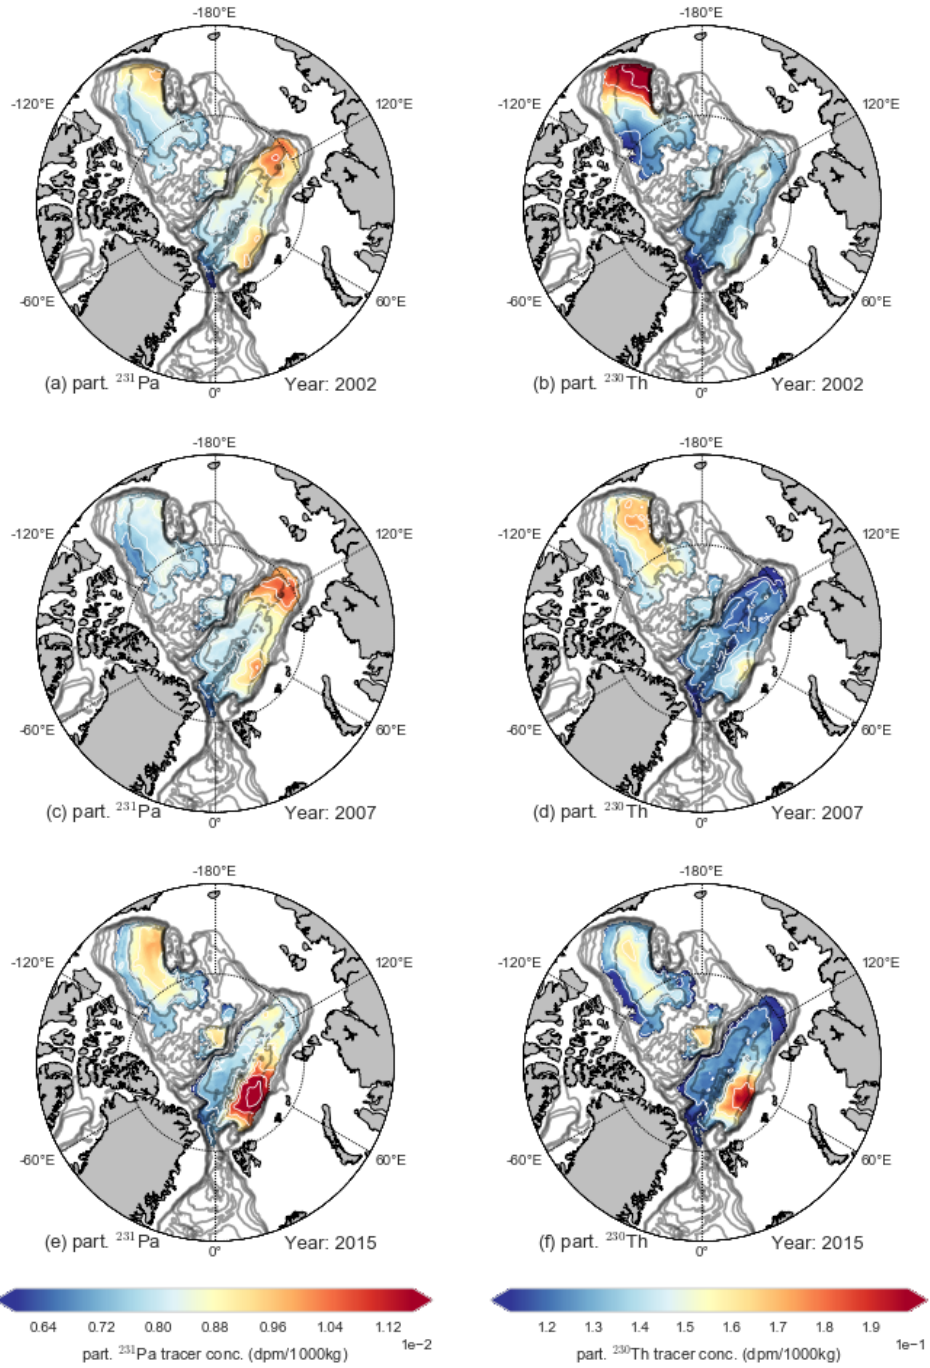 -180°E -180°E
-120°E 120°E -120°E 120°E
-60°E 60°E -60°E 60°E
(a) part. ²³¹Pa Year: 2002 (b) part. ²³⁰Th Year: 2002
0° 0°
-180°E -180°E
-120°E 120°E -120°E 120°E
-60°E 60°E -60°E 60°E
(c) part. ²³¹Pa Year: 2007 (d) part. ²³⁰Th Year: 2007
0° 0°
-180°E -180°E
-120°E 120°E -120°E 120°E
-60°E 60°E -60°E 60°E
(e) part. ²³¹Pa Year: 2015 (f) part. ²³⁰Th Year: 2015
0° 0°
0.64 0.72 0.80 0.88 0.96 1.04 1.12 1.2 1.3 1.4 1.5 1.6 1.7 1.8 1.9
1e−2 1e−1
part. ²³¹Pa tracer conc. (dpm/1000kg) part. ²³⁰Th tracer conc. (dpm/1000kg)